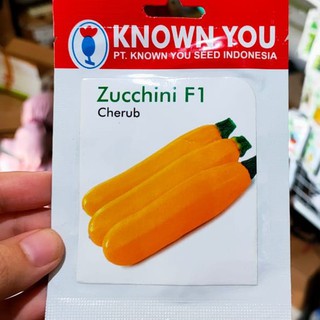 KNOWN YOU
PT. KNOWN YOU SEED INDONESIA
Zucchini F1
Cherub